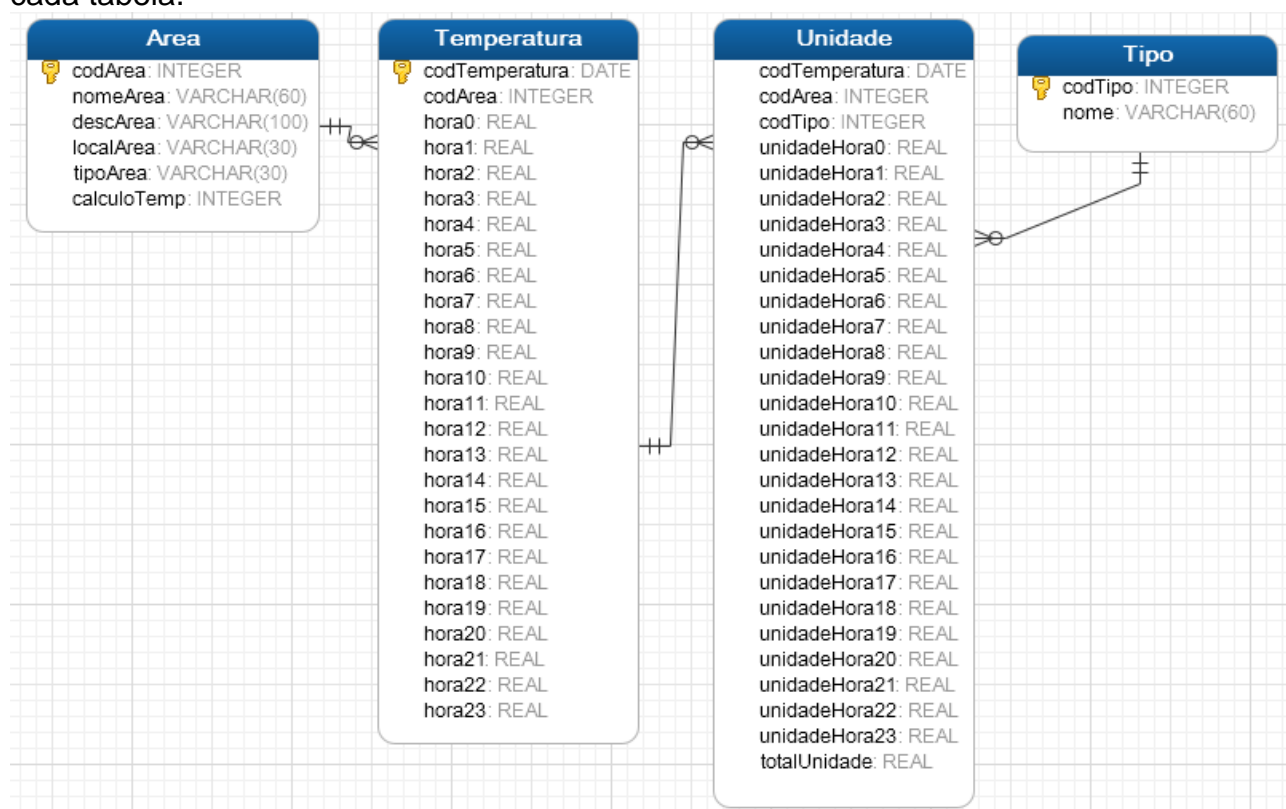 cada tabela.
Area
codArea: INTEGER
nomeArea: VARCHAR(60)
descArea: VARCHAR(100)
localArea: VARCHAR(30)
tipoArea: VARCHAR(30)
calculoTemp: INTEGER
Temperatura
codTemperatura: DATE
codArea: INTEGER
hora0: REAL
hora1: REAL
hora2: REAL
hora3: REAL
hora4: REAL
hora5: REAL
hora6: REAL
hora7: REAL
hora8: REAL
hora9: REAL
hora10: REAL
hora11: REAL
hora12: REAL
hora13: REAL
hora14: REAL
hora15: REAL
hora16: REAL
hora17: REAL
hora18: REAL
hora19: REAL
hora20: REAL
hora21: REAL
hora22: REAL
hora23: REAL
Unidade
codTemperatura: DATE
codArea: INTEGER
codTipo: INTEGER
unidadeHora0: REAL
unidadeHora1: REAL
unidadeHora2: REAL
unidadeHora3: REAL
unidadeHora4: REAL
unidadeHora5: REAL
unidadeHora6: REAL
unidadeHora7: REAL
unidadeHora8: REAL
unidadeHora9: REAL
unidadeHora10: REAL
unidadeHora11: REAL
unidadeHora12: REAL
unidadeHora13: REAL
unidadeHora14: REAL
unidadeHora15: REAL
unidadeHora16: REAL
unidadeHora17: REAL
unidadeHora18: REAL
unidadeHora19: REAL
unidadeHora20: REAL
unidadeHora21: REAL
unidadeHora22: REAL
unidadeHora23: REAL
totalUnidade: REAL
Tipo
codTipo: INTEGER
nome: VARCHAR(60)